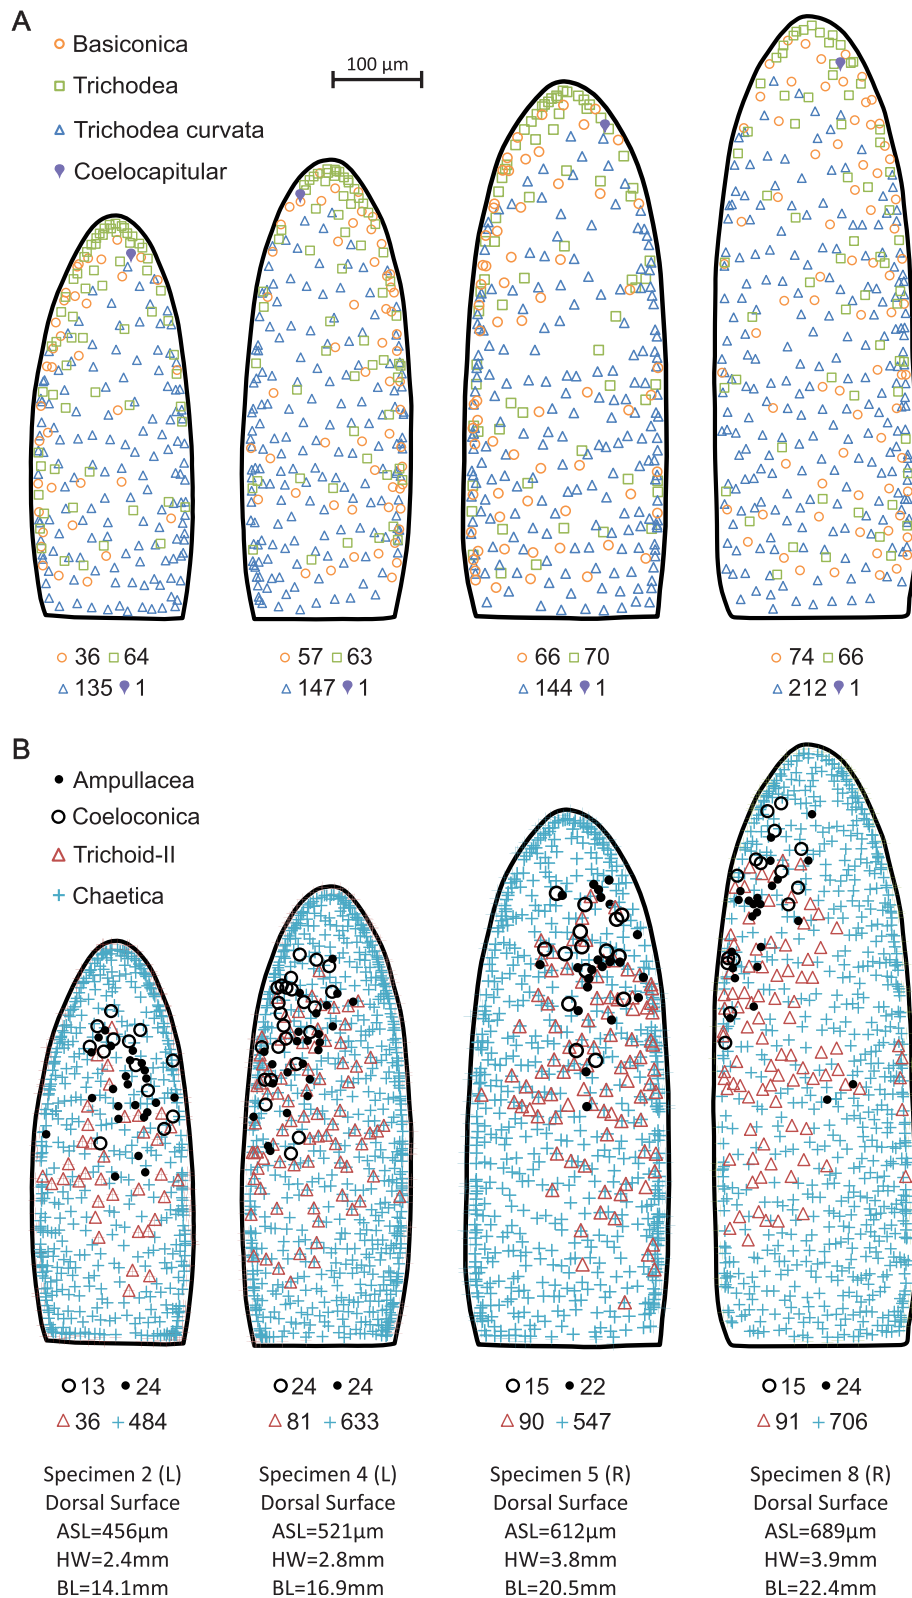 A
Basiconica
Trichodea
Trichodea curvata
Coelocapitular
100 µm
36 64
135 1
57 63
147 1
66 70
144 1
74 66
212 1
B
Ampullacea
Coeloconica
Trichoid-II
Chaetica
13 24
36 484
24 24
81 633
15 22
90 547
15 24
91 706
Specimen 2 (L)
Dorsal Surface
ASL=456µm
HW=2.4mm
BL=14.1mm
Specimen 4 (L)
Dorsal Surface
ASL=521µm
HW=2.8mm
BL=16.9mm
Specimen 5 (R)
Dorsal Surface
ASL=612µm
HW=3.8mm
BL=20.5mm
Specimen 8 (R)
Dorsal Surface
ASL=689µm
HW=3.9mm
BL=22.4mm